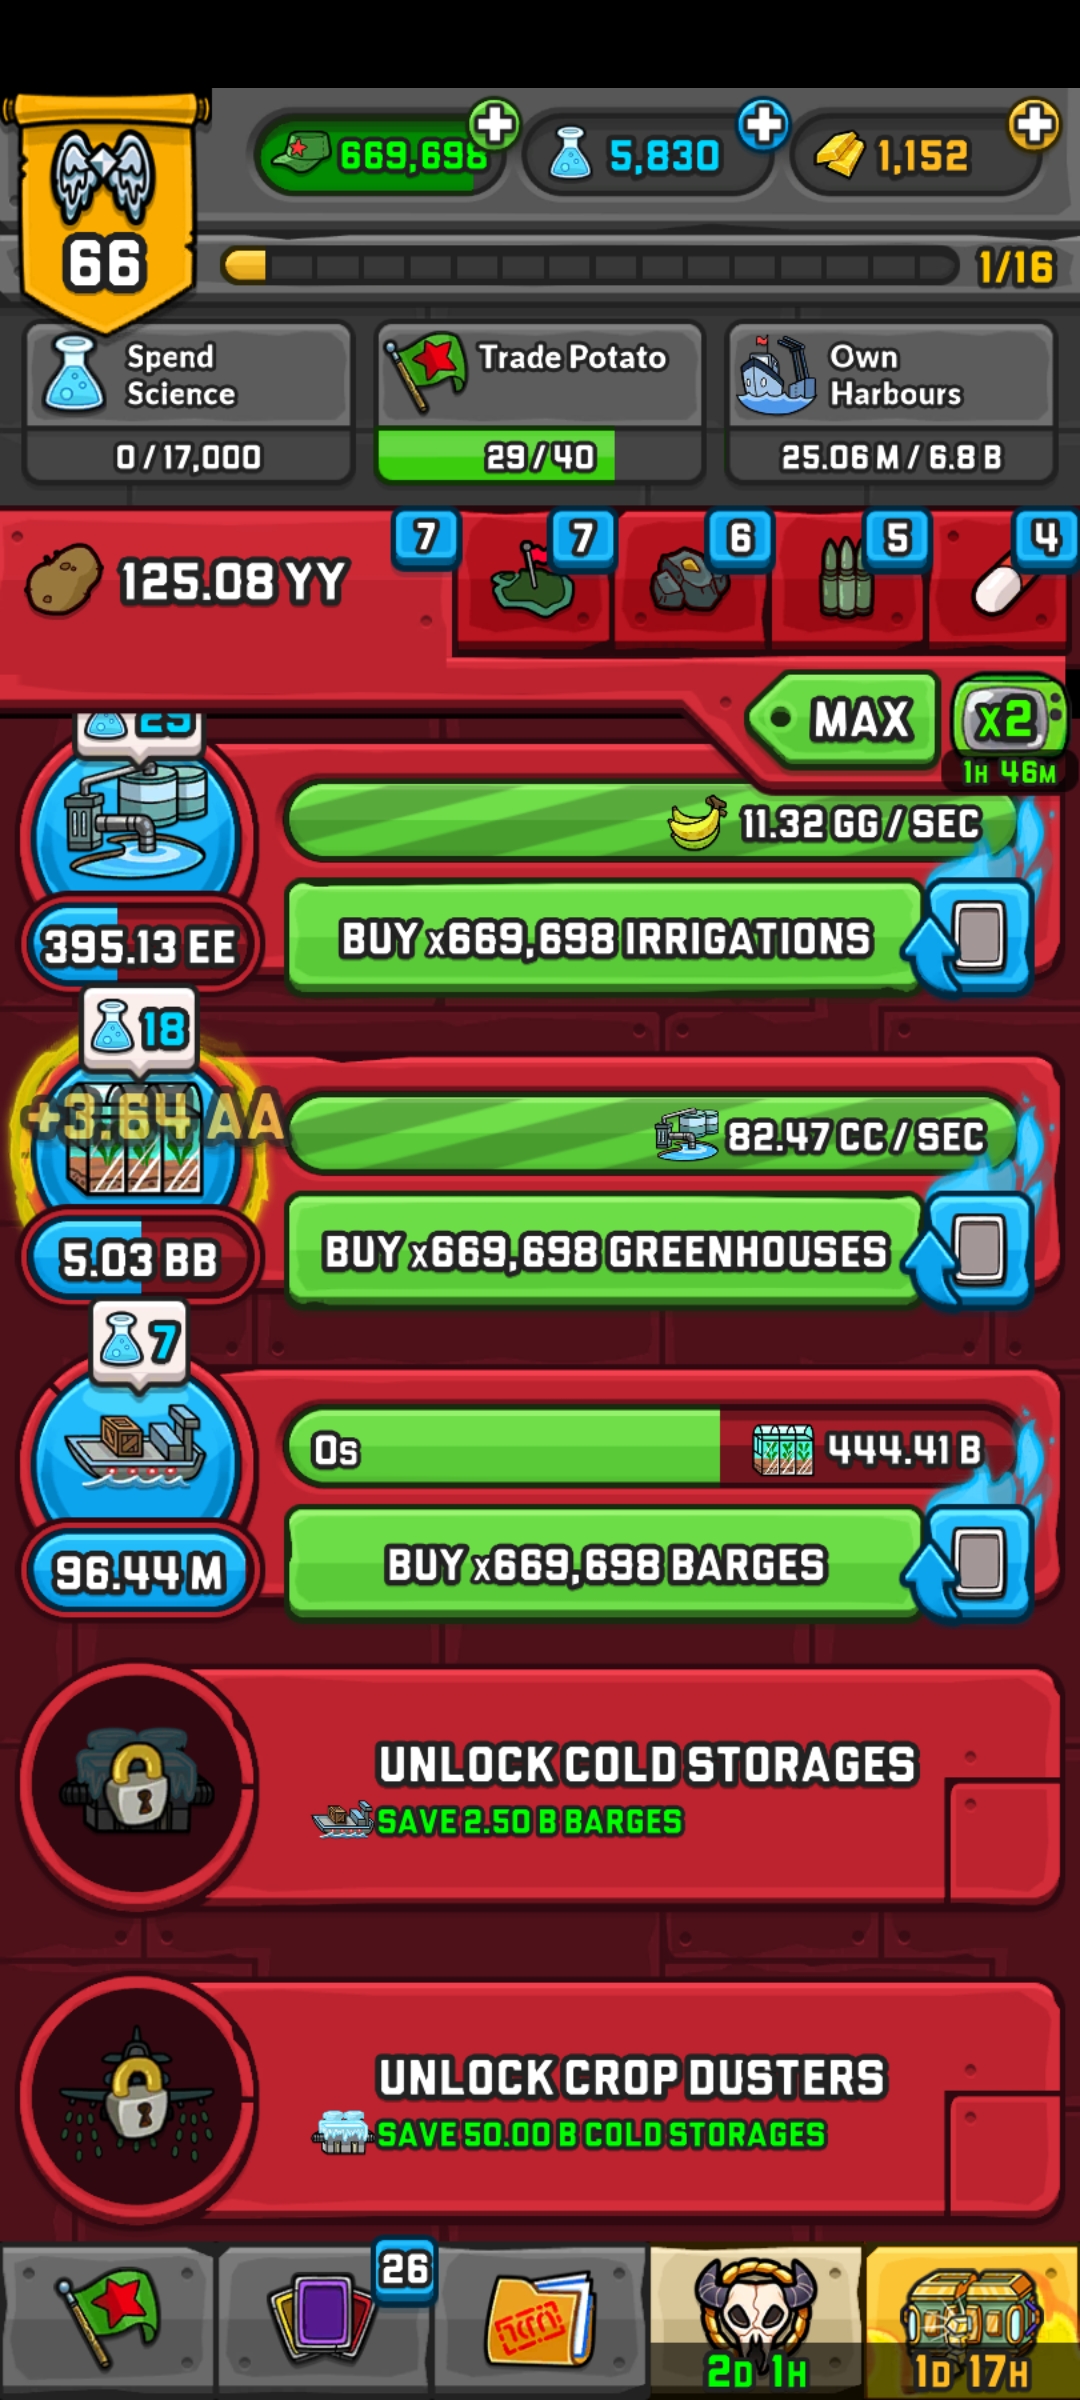 669,698
5,830
1,152
66
1/16
Spend
Science
0/17,000
Trade Potato
29/40
Own
Harbours
25.06 M / 6.8 B
125.08 YY
7
7
6
5
4
MAX
x2
1H 46M
25
11.32 GG / SEC
395.13 EE
BUY x669,698 IRRIGATIONS
18
+3.64 AA
82.47 CC / SEC
5.03 BB
BUY x669,698 GREENHOUSES
7
0s
444.41 B
96.44 M
BUY x669,698 BARGES
UNLOCK COLD STORAGES
SAVE 2.50 B BARGES
UNLOCK CROP DUSTERS
SAVE 50.00 B COLD STORAGES
26
2D 1H
1D 17H